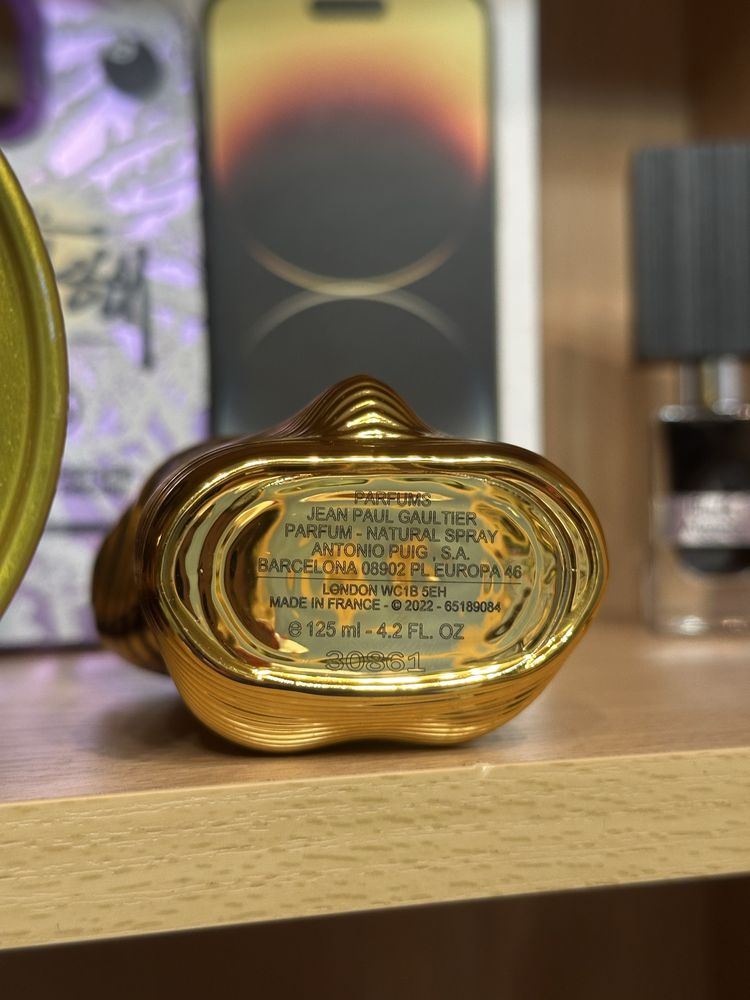 PARFUMS
JEAN PAUL GAULTIER
PARFUM - NATURAL SPRAY
ANTONIO PUIG , S.A.
BARCELONA 08902 PL EUROPA 46
LONDON WC1B 5EH
MADE IN FRANCE - © 2022 - 65189084
e 125 ml - 4.2 FL. OZ
30861